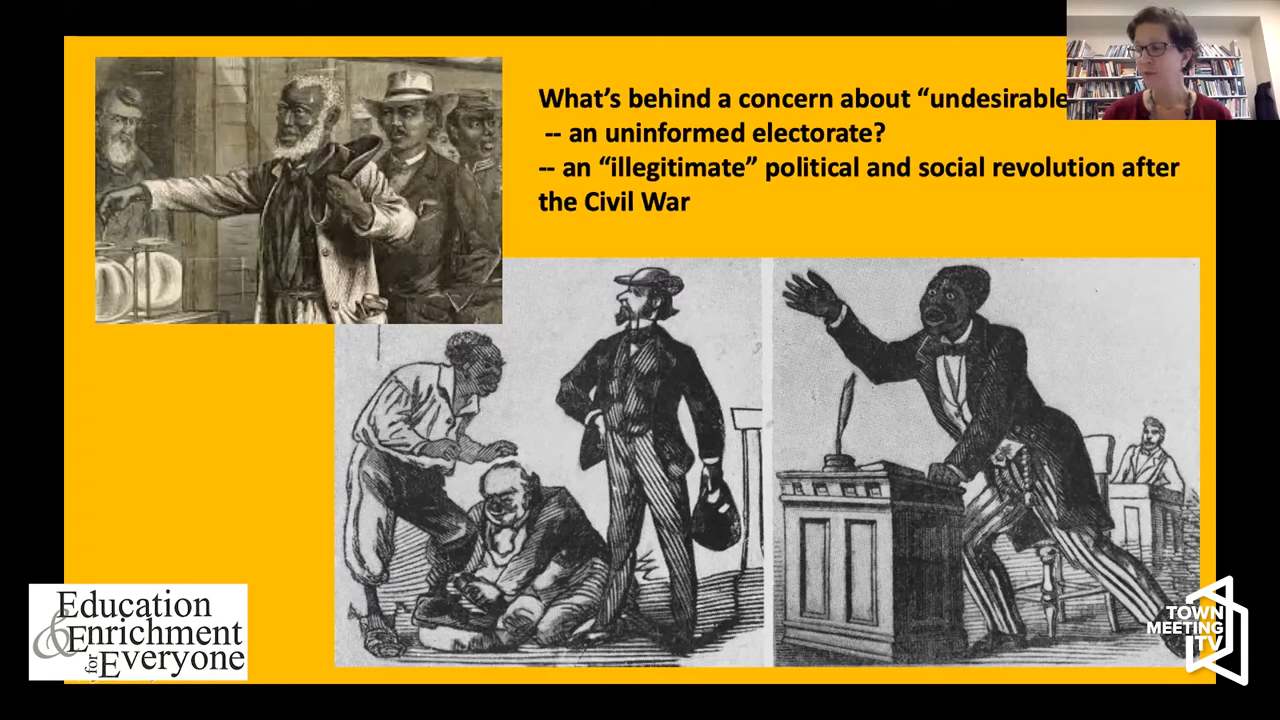 What’s behind a concern about “undesirable
-- an uninformed electorate?
-- an “illegitimate” political and social revolution after
the Civil War
Education
& Enrichment
for Everyone
TOWN
MEETING
TV